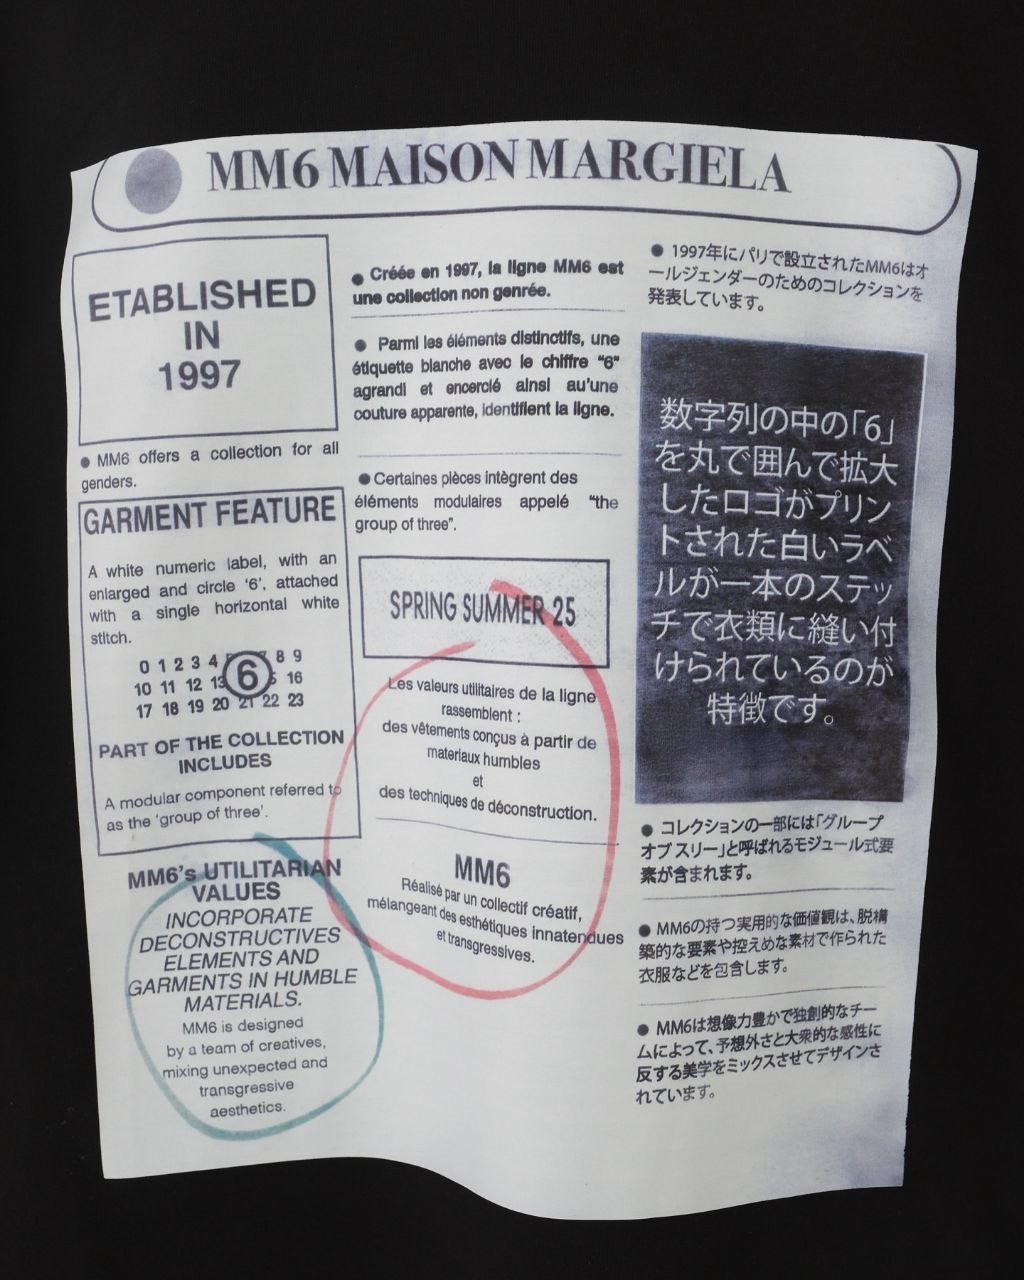 MM6 MAISON MARGIELA
ETABLISHED
IN
1997
● MM6 offers a collection for all
genders.
GARMENT FEATURE
A white numeric label, with an
enlarged and circle ‘6’, attached
with a single horizontal white
stitch.
0 1 2 3 4 6 8 9
10 11 12 13 16
17 18 19 20 21 22 23
PART OF THE COLLECTION
INCLUDES
A modular component referred to
as the ‘group of three’.
MM6’s UTILITARIAN
VALUES
INCORPORATE
DECONSTRUCTIVES
ELEMENTS AND
GARMENTS IN HUMBLE
MATERIALS.
MM6 is designed
by a team of creatives,
mixing unexpected and
transgressive
aesthetics.
● Créée en 1997, la ligne MM6 est
une collection non genrée.
● Parmi les éléments distinctifs, une
étiquette blanche avec le chiffre “6”
agrandi et encerclé ainsi au’une
couture apparente, identifient la ligne.
● Certaines pièces intègrent des
éléments modulaires appelé “the
group of three”.
SPRING SUMMER 25
Les valeurs utilitaires de la ligne
rassemblent :
des vêtements conçus à partir de
materiaux humbles
et
des techniques de déconstruction.
MM6
Réalisé par un collectif créatif,
mélangeant des esthétiques innatendues
et transgressives.
● 1997年にパリで設立されたMM6はオ
ールジェンダーのためのコレクションを
発表しています。
数字列の中の「6」
を丸で囲んで拡大
したロゴがプリン
トされた白いラベ
ルが一本のステッ
チで衣類に縫い付
けられているのが
特徴です。
● コレクションの一部には「グループ
オブ スリー」と呼ばれるモジュール式要
素が含まれます。
● MM6の持つ実用的な価値観は、脱構
築的な要素や控えめな素材で作られた
衣服などを包含します。
● MM6は想像力豊かで独創的なチー
ムによって、予想外さと大衆的な感性に
反する美学をミックスさせてデザインさ
れています。